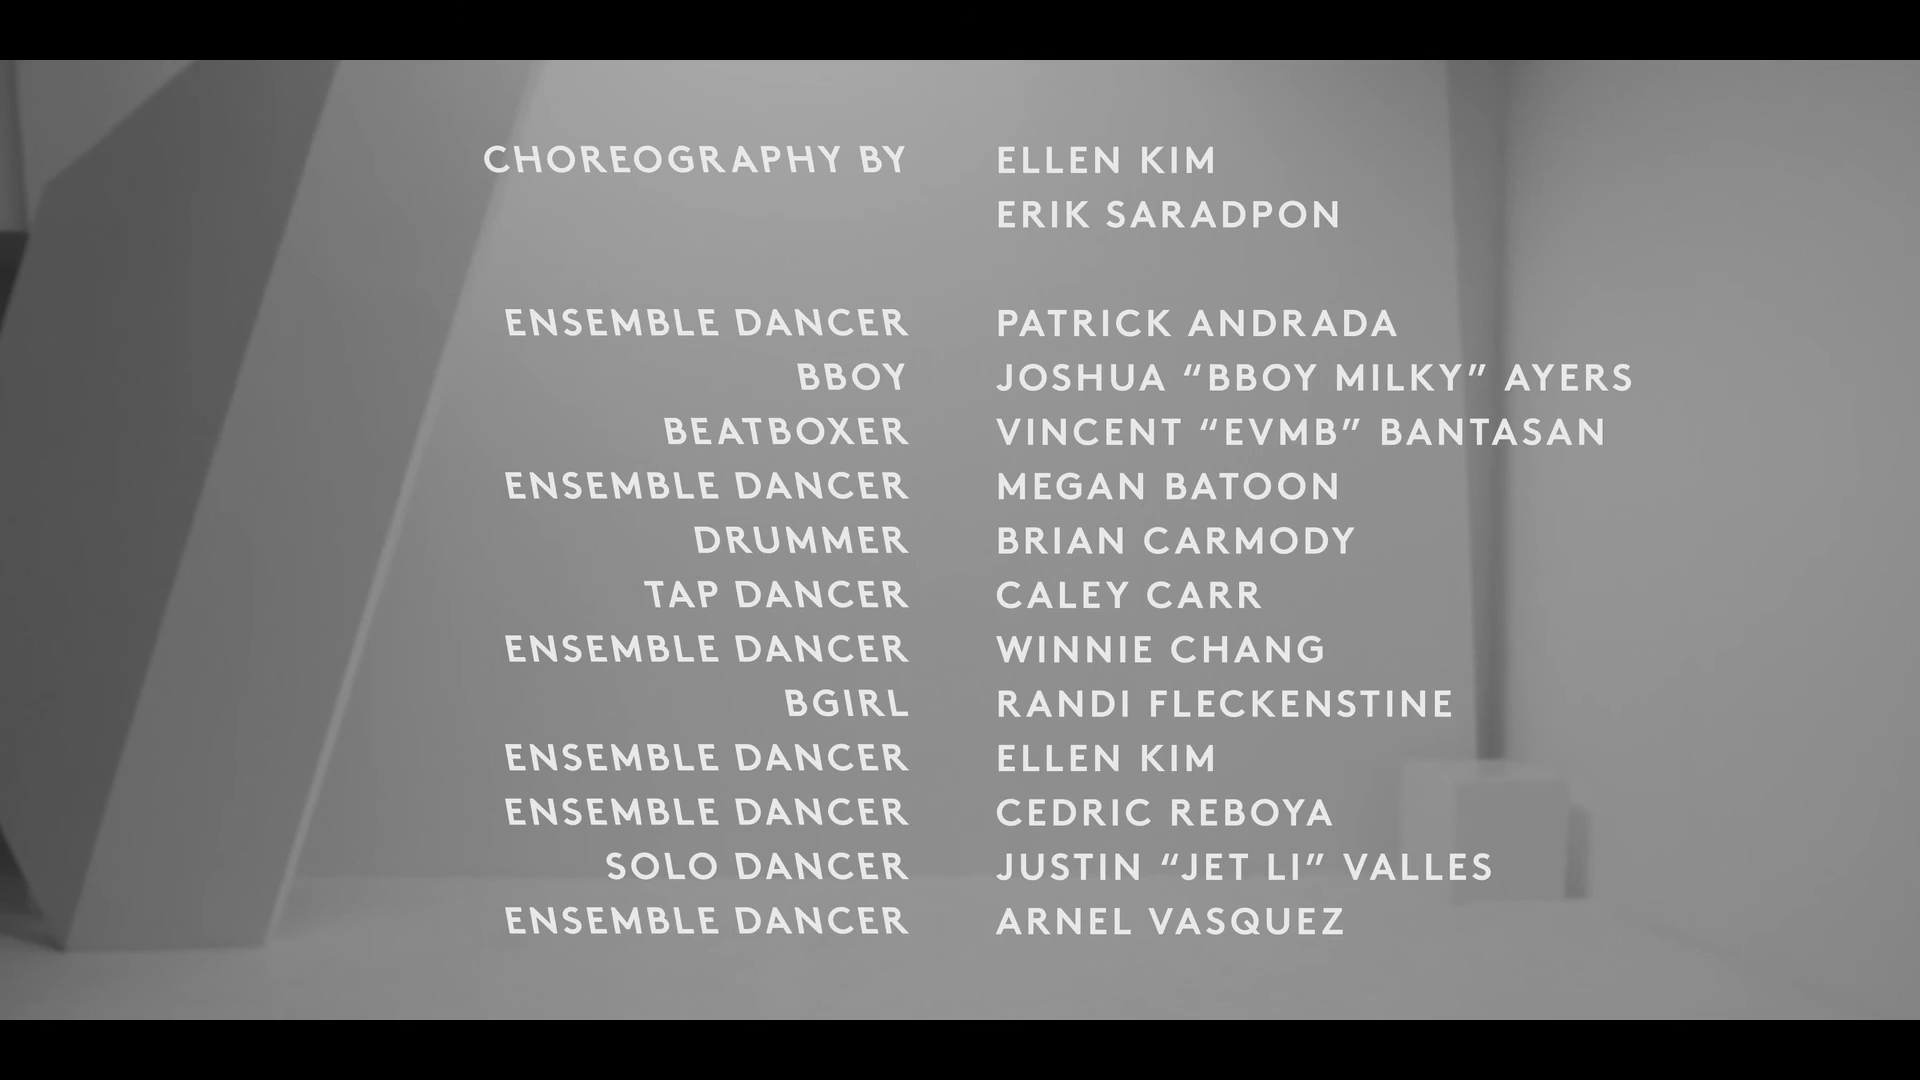 CHOREOGRAPHY BY ELLEN KIM
ERIK SARADPON
ENSEMBLE DANCER PATRICK ANDRADA
BBOY JOSHUA “BBOY MILKY” AYERS
BEATBOXER VINCENT “EVMB” BANTASAN
ENSEMBLE DANCER MEGAN BATOON
DRUMMER BRIAN CARMODY
TAP DANCER CALEY CARR
ENSEMBLE DANCER WINNIE CHANG
BGIRL RANDI FLECKENSTINE
ENSEMBLE DANCER ELLEN KIM
ENSEMBLE DANCER CEDRIC REBOYA
SOLO DANCER JUSTIN “JET LI” VALLES
ENSEMBLE DANCER ARNEL VASQUEZ